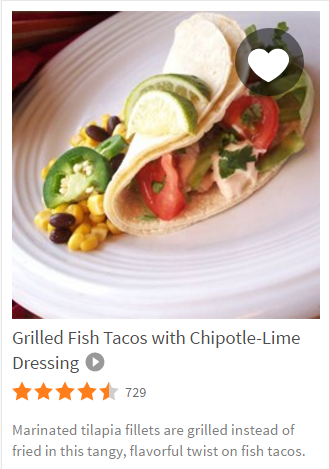 Grilled Fish Tacos with Chipotle-Lime
Dressing
729
Marinated tilapia fillets are grilled instead of
fried in this tangy, flavorful twist on fish tacos.